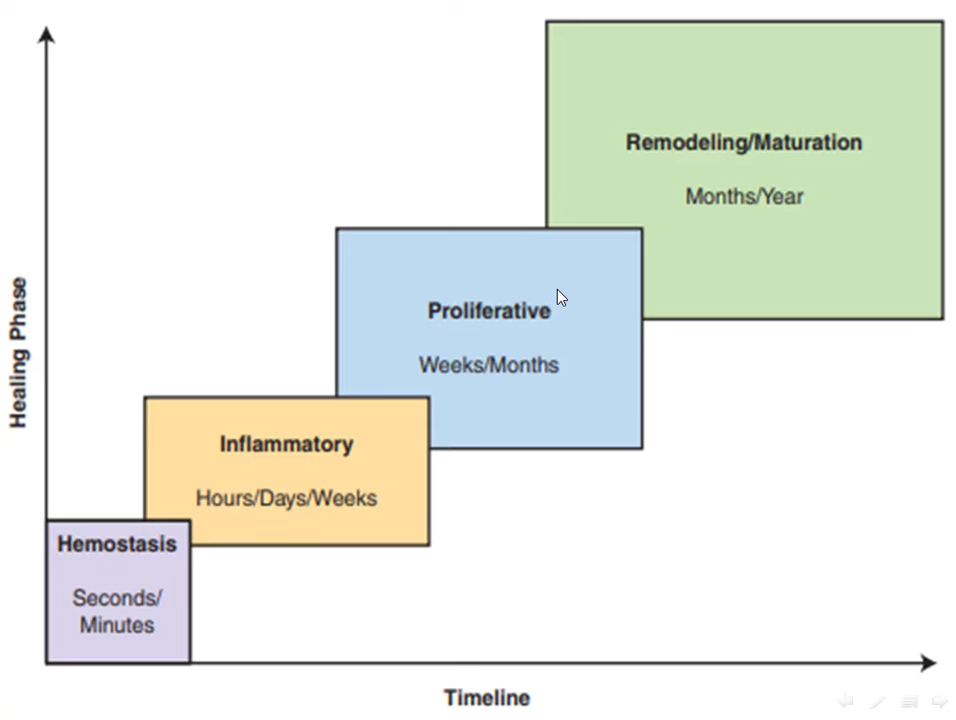 Remodeling/Maturation
Months/Year
Proliferative
Weeks/Months
Inflammatory
Hours/Days/Weeks
Hemostasis
Seconds/
Minutes
Healing Phase
Timeline